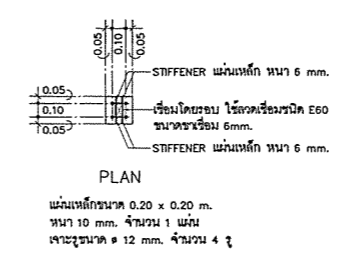 0.05
0.10
0.05
STIFFENER แผ่นเหล็ก หนา 6 mm.
0.05
0.10
0.05
เชื่อมโดยรอบ ใช้ลวดเชื่อมชนิด E60
ขนาดขาเชื่อม 6mm.
STIFFENER แผ่นเหล็ก หนา 6 mm.
PLAN
แผ่นเหล็กขนาด 0.20 x 0.20 m.
หนา 10 mm. จำนวน 1 แผ่น
เจาะรูขนาด ø 12 mm. จำนวน 4 รู